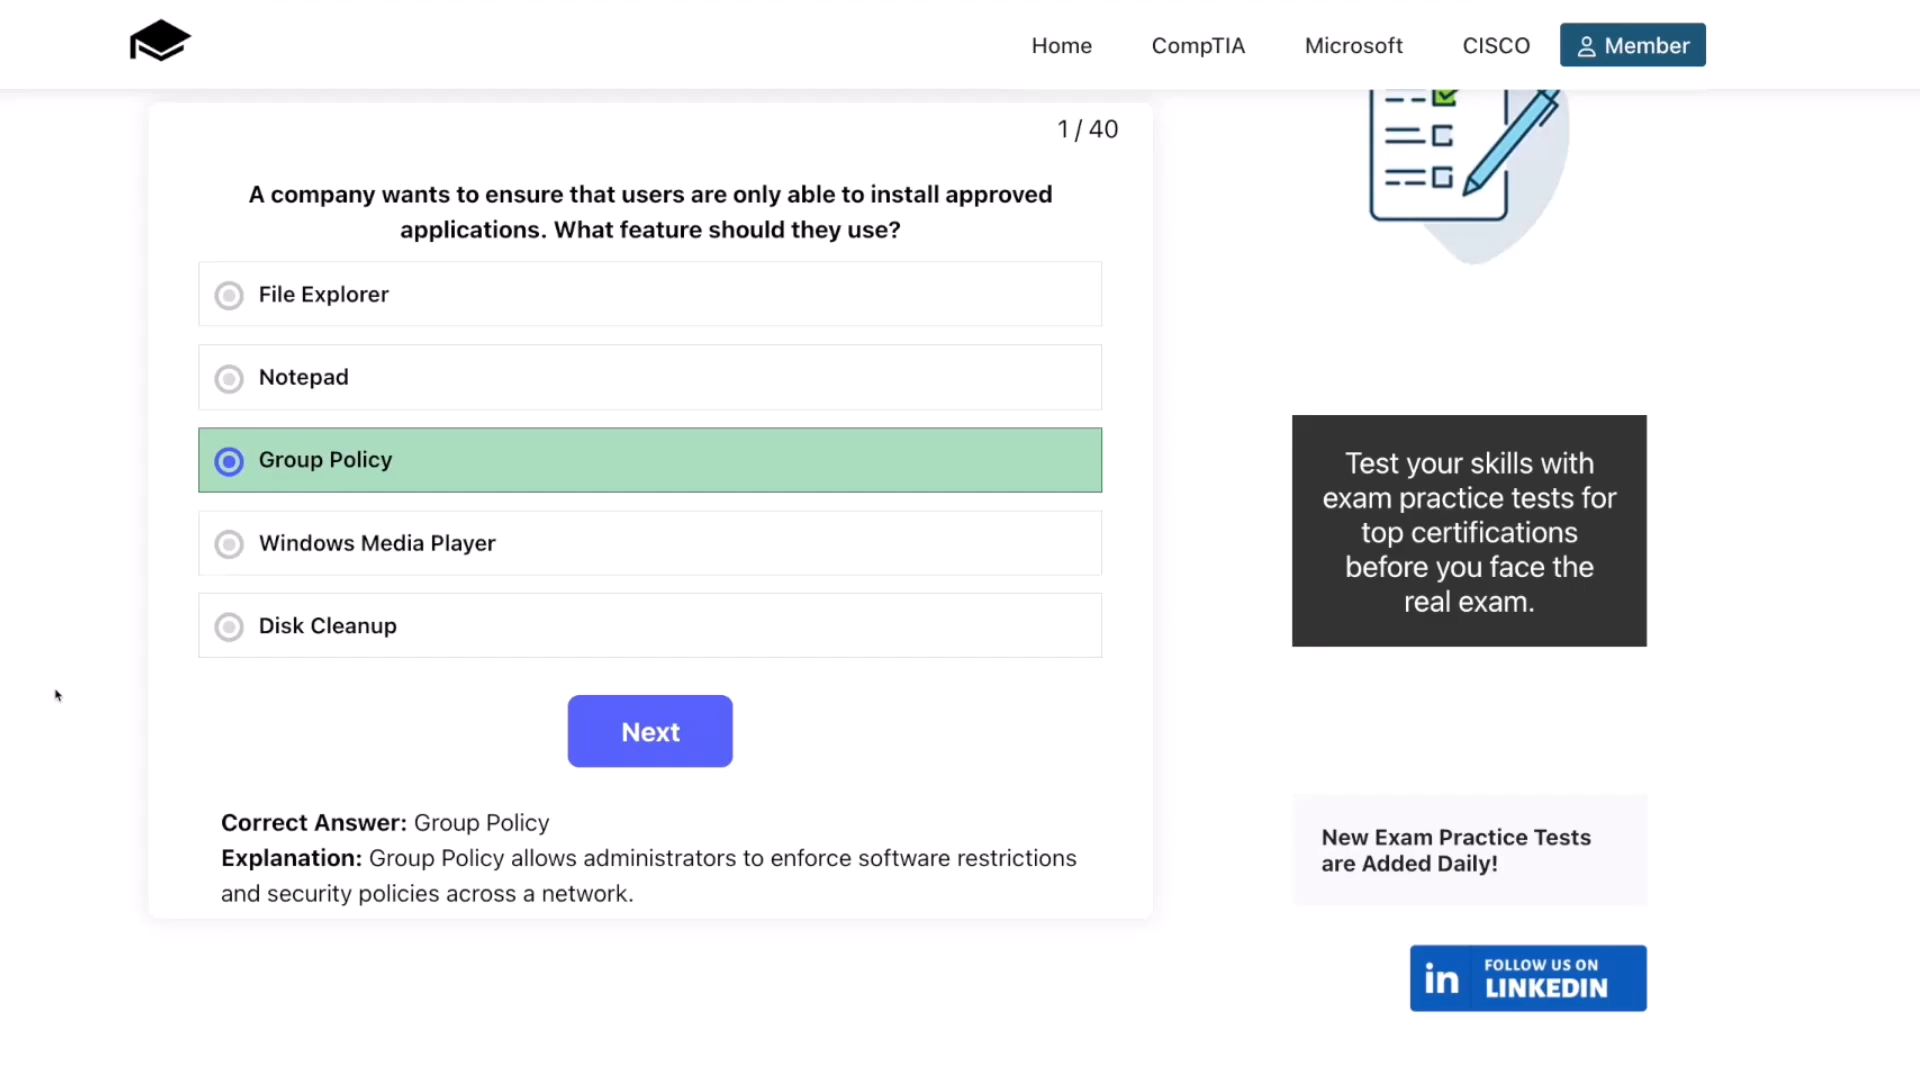 Home
CompTIA
Microsoft
CISCO
Member
1 / 40
A company wants to ensure that users are only able to install approved
applications. What feature should they use?
File Explorer
Notepad
Group Policy
Windows Media Player
Disk Cleanup
Next
Correct Answer: Group Policy
Explanation: Group Policy allows administrators to enforce software restrictions
and security policies across a network.
Test your skills with
exam practice tests for
top certifications
before you face the
real exam.
New Exam Practice Tests
are Added Daily!
in
FOLLOW US ON
LINKEDIN